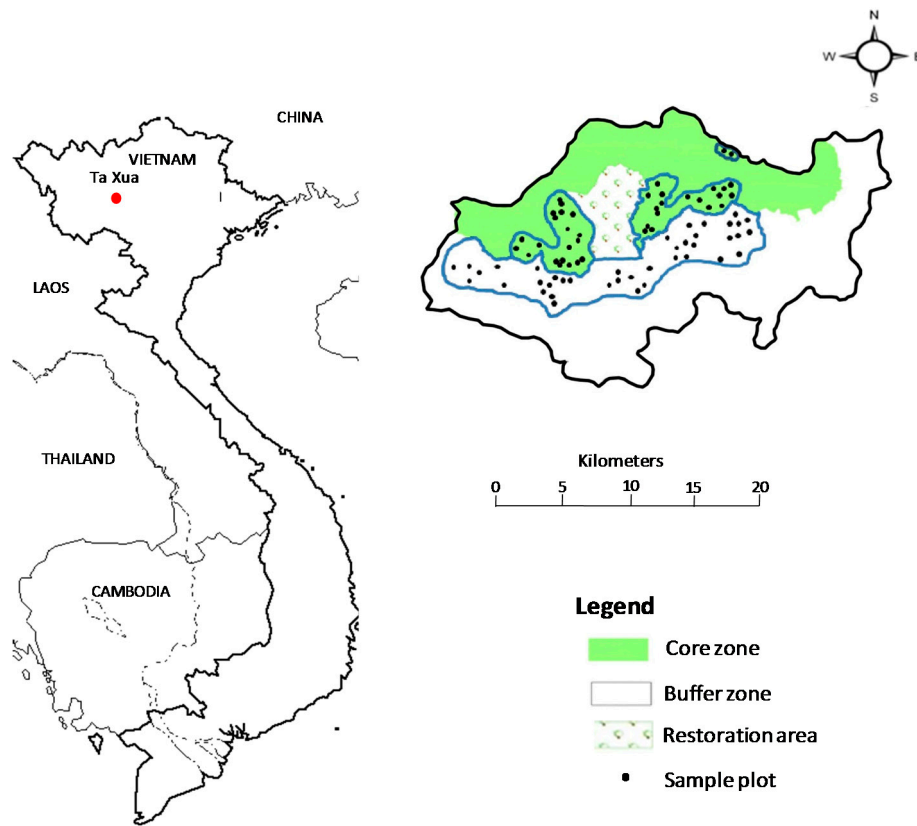 CHINA
VIETNAM
Ta Xua
LAOS
THAILAND
CAMBODIA
N
W E
S
Kilometers
0 5 10 15 20
Legend
Core zone
Buffer zone
Restoration area
Sample plot